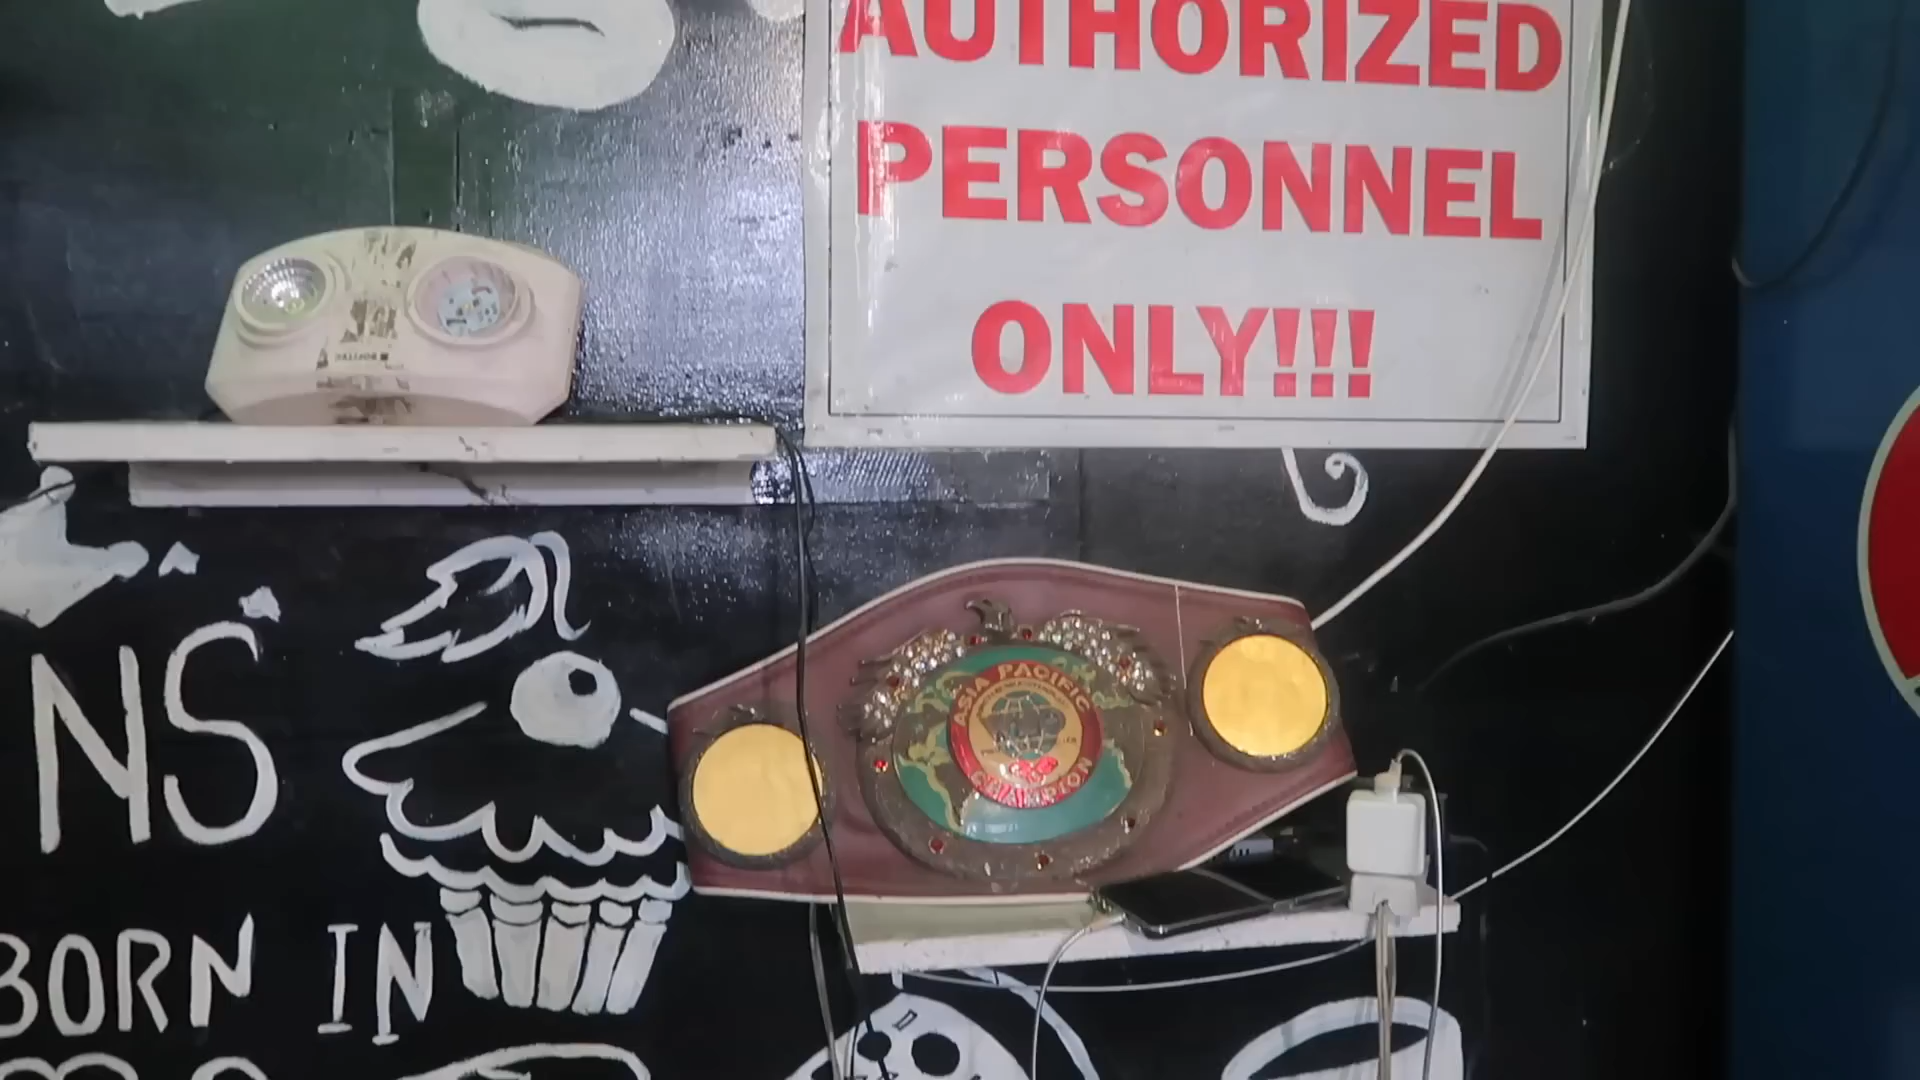 AUTHORIZED
PERSONNEL
ONLY!!!
NS
ASIA PACIFIC
CHAMPION
BORN IN